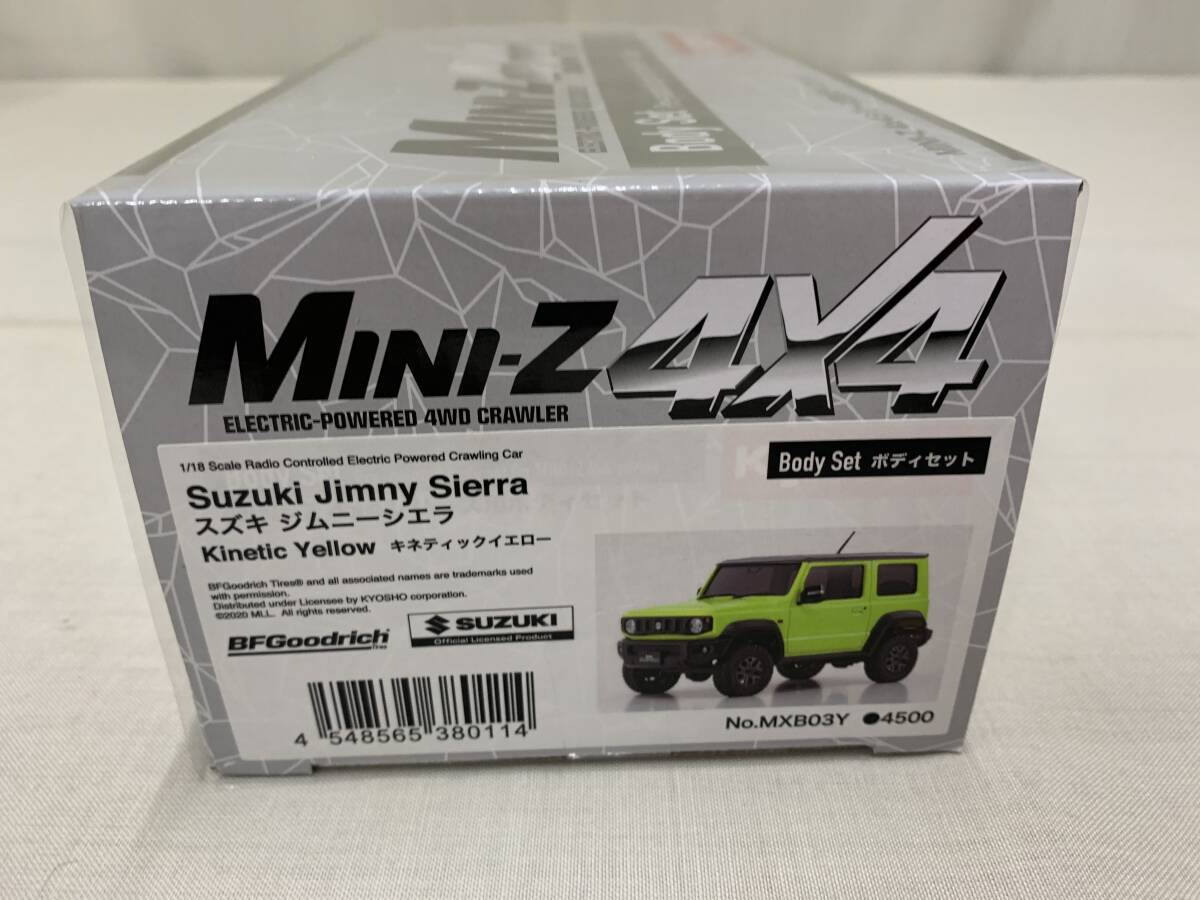 Body Set
MINI-Z 4X4
ELECTRIC-POWERED 4WD CRAWLER
1/18 Scale Radio Controlled Electric Powered Crawling Car
Body Set ボディセット
Suzuki Jimny Sierra
スズキ ジムニーシエラ
Kinetic Yellow キネティックイエロー
BFGoodrich Tires® and all associated names are trademarks used
with permission.
Distributed under Licensee by KYOSHO corporation.
©2020 MLL. All rights reserved.
BFGoodrich
Tires
SUZUKI
Official Licensed Product
4 548565 380114
No.MXB03Y ●4500